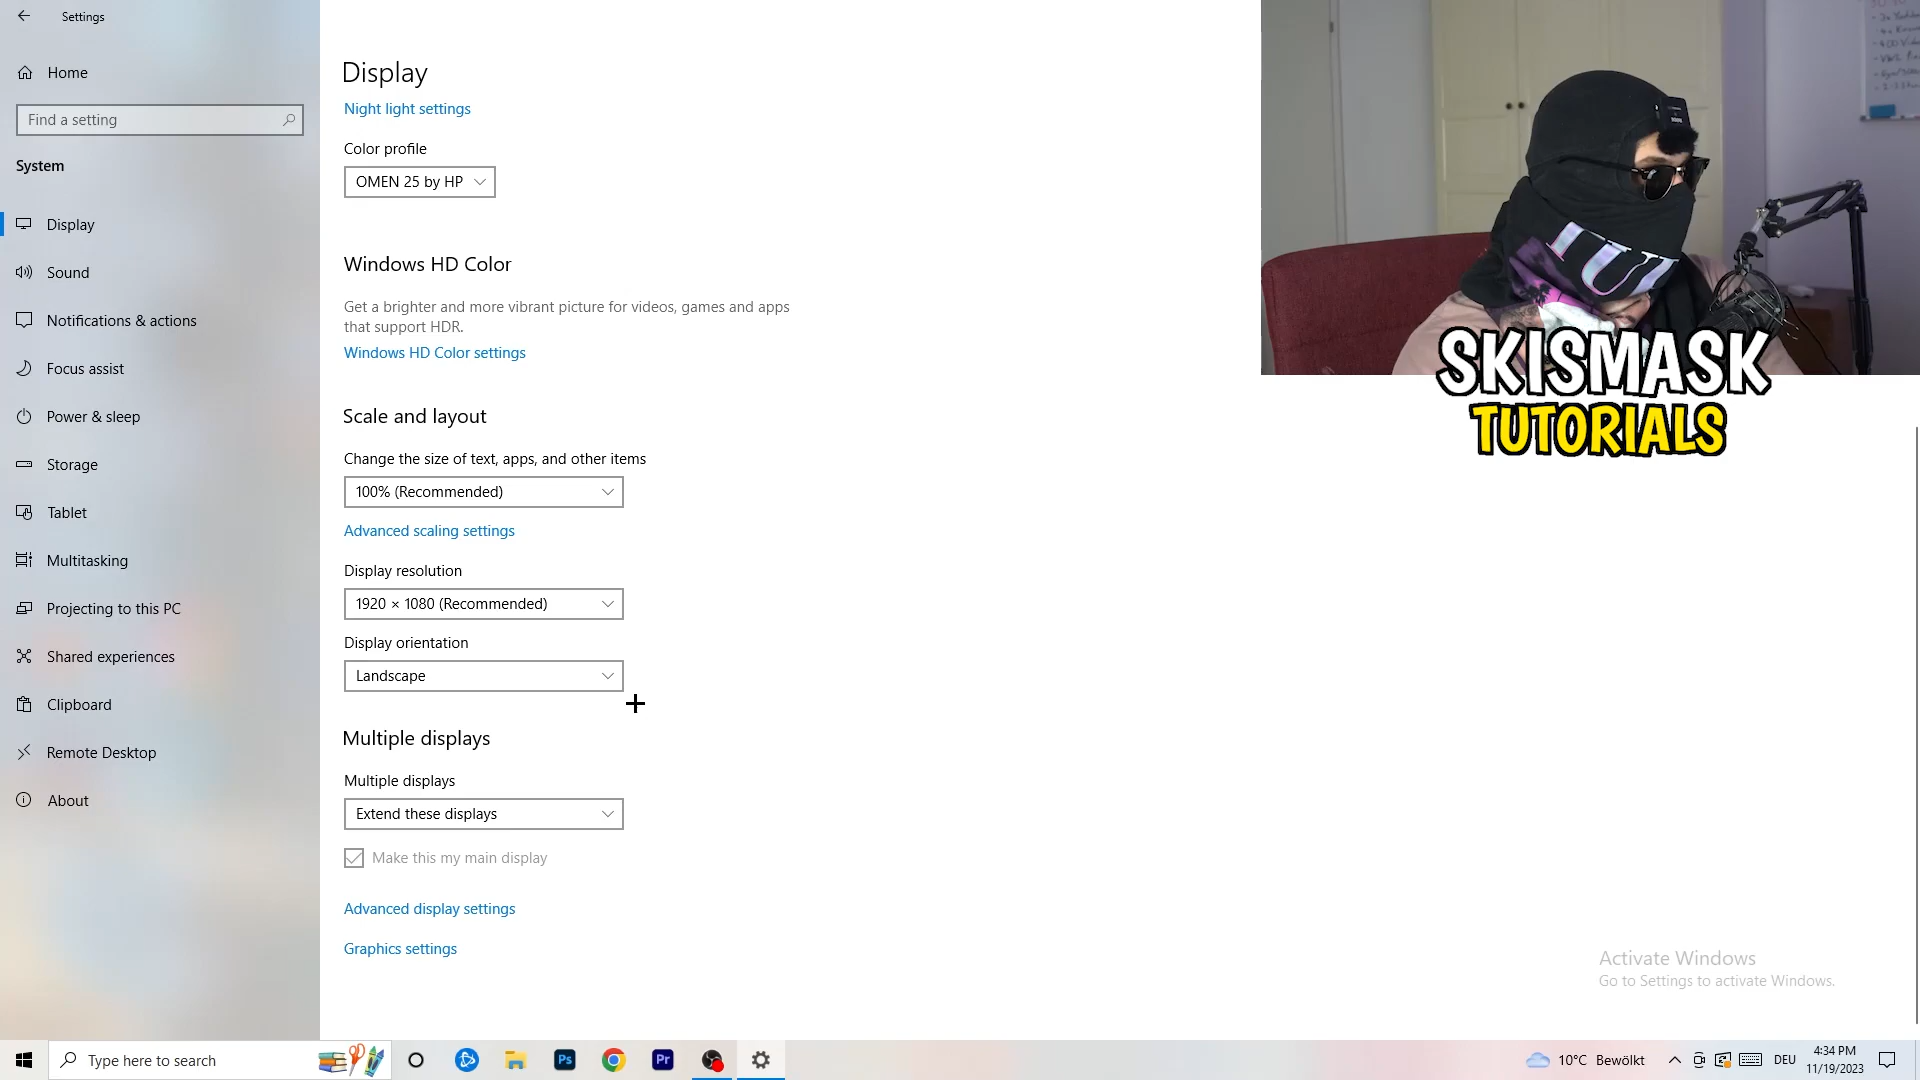 Settings
Home
Find a setting
System
Display
Sound
Notifications & actions
Focus assist
Power & sleep
Storage
Tablet
Multitasking
Projecting to this PC
Shared experiences
Clipboard
Remote Desktop
About
Display
Night light settings
Color profile
OMEN 25 by HP
Windows HD Color
Get a brighter and more vibrant picture for videos, games and apps
that support HDR.
Windows HD Color settings
Scale and layout
Change the size of text, apps, and other items
100% (Recommended)
Advanced scaling settings
Display resolution
1920 × 1080 (Recommended)
Display orientation
Landscape
Multiple displays
Multiple displays
Extend these displays
Make this my main display
Advanced display settings
Graphics settings
SKISMASK
TUTORIALS
Activate Windows
Go to Settings to activate Windows.
Type here to search
Ps
Pr
10°C Bewölkt
DEU
4:34 PM
11/19/2023